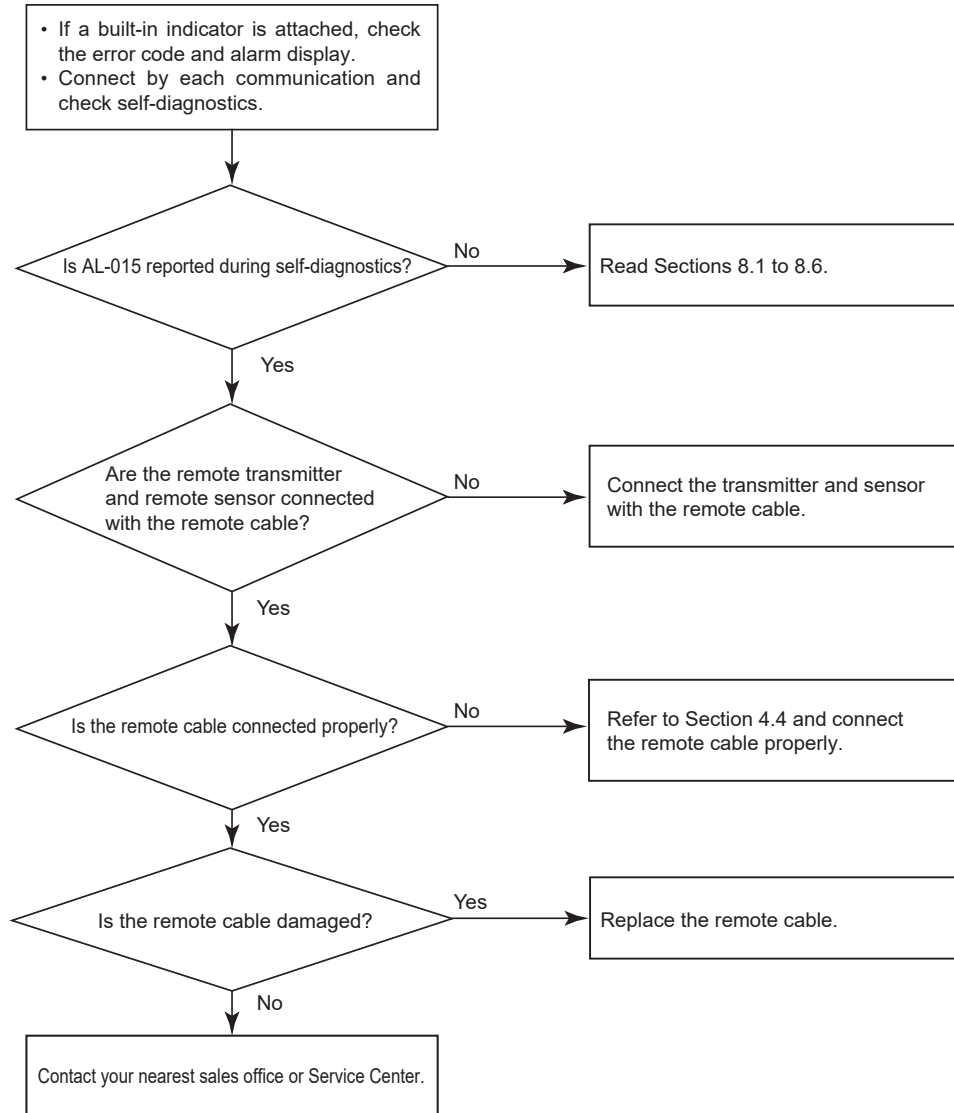 • If a built-in indicator is attached, check
the error code and alarm display.
• Connect by each communication and
check self-diagnostics.
Is AL-015 reported during self-diagnostics?
No
Read Sections 8.1 to 8.6.
Yes
Are the remote transmitter
and remote sensor connected
with the remote cable?
No
Connect the transmitter and sensor
with the remote cable.
Yes
Is the remote cable connected properly?
No
Refer to Section 4.4 and connect
the remote cable properly.
Yes
Is the remote cable damaged?
Yes
Replace the remote cable.
No
Contact your nearest sales office or Service Center.